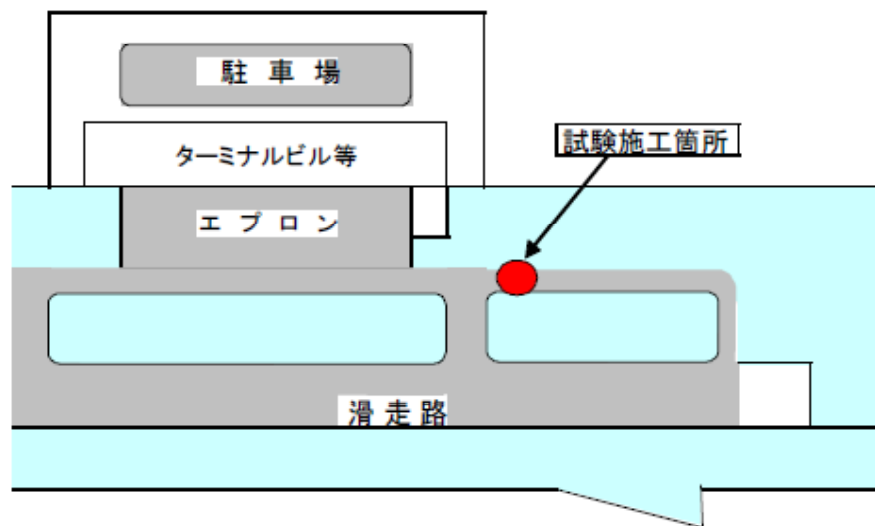 駐車場
ターミナルビル等
試験施工箇所
エプロン
滑走路